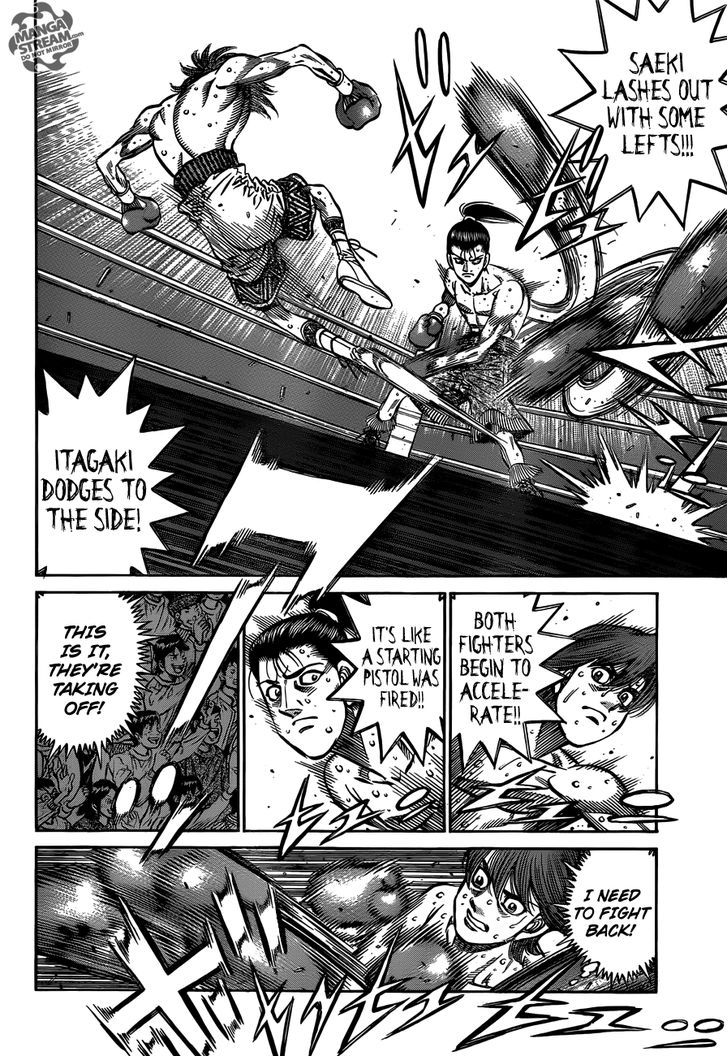 MANGA
STREAM.com
DO NOT MIRROR!
SAEKI
LASHES OUT
WITH SOME
LEFTS!!!
ITAGAKI
DODGES TO
THE SIDE!
BOTH
FIGHTERS
BEGIN TO
ACCELE-
RATE!!
IT'S LIKE
A STARTING
PISTOL WAS
FIRED!!
THIS
IS IT,
THEY'RE
TAKING
OFF!
I NEED
TO FIGHT
BACK!